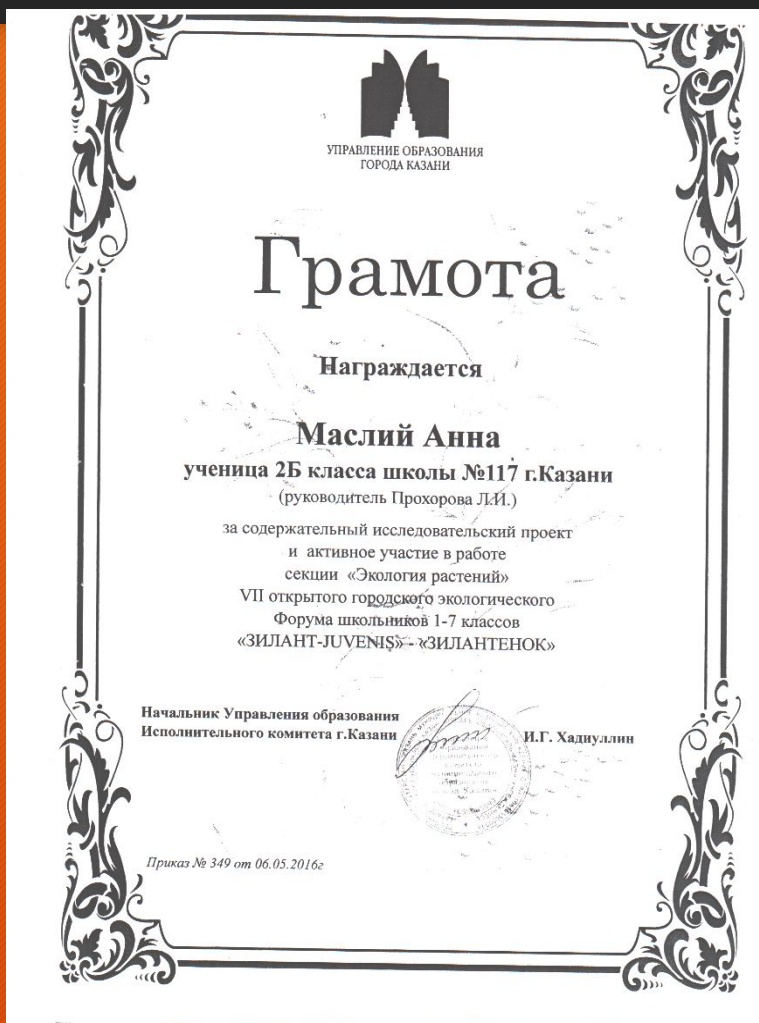 УПРАВЛЕНИЕ ОБРАЗОВАНИЯ
ГОРОДА КАЗАНИ
Грамота
Награждается
Маслий Анна
ученица 2Б класса школы №117 г.Казани
(руководитель Прохорова Л.И.)
за содержательный исследовательский проект
и активное участие в работе
секции «Экология растений»
VII открытого городского экологического
Форума школьников 1-7 классов
«ЗИЛАНТ-JUVENIS» - «ЗИЛАНТЕНОК»
Начальник Управления образования
Исполнительного комитета г.Казани
И.Г. Хадиуллин
Приказ № 349 от 06.05.2016г